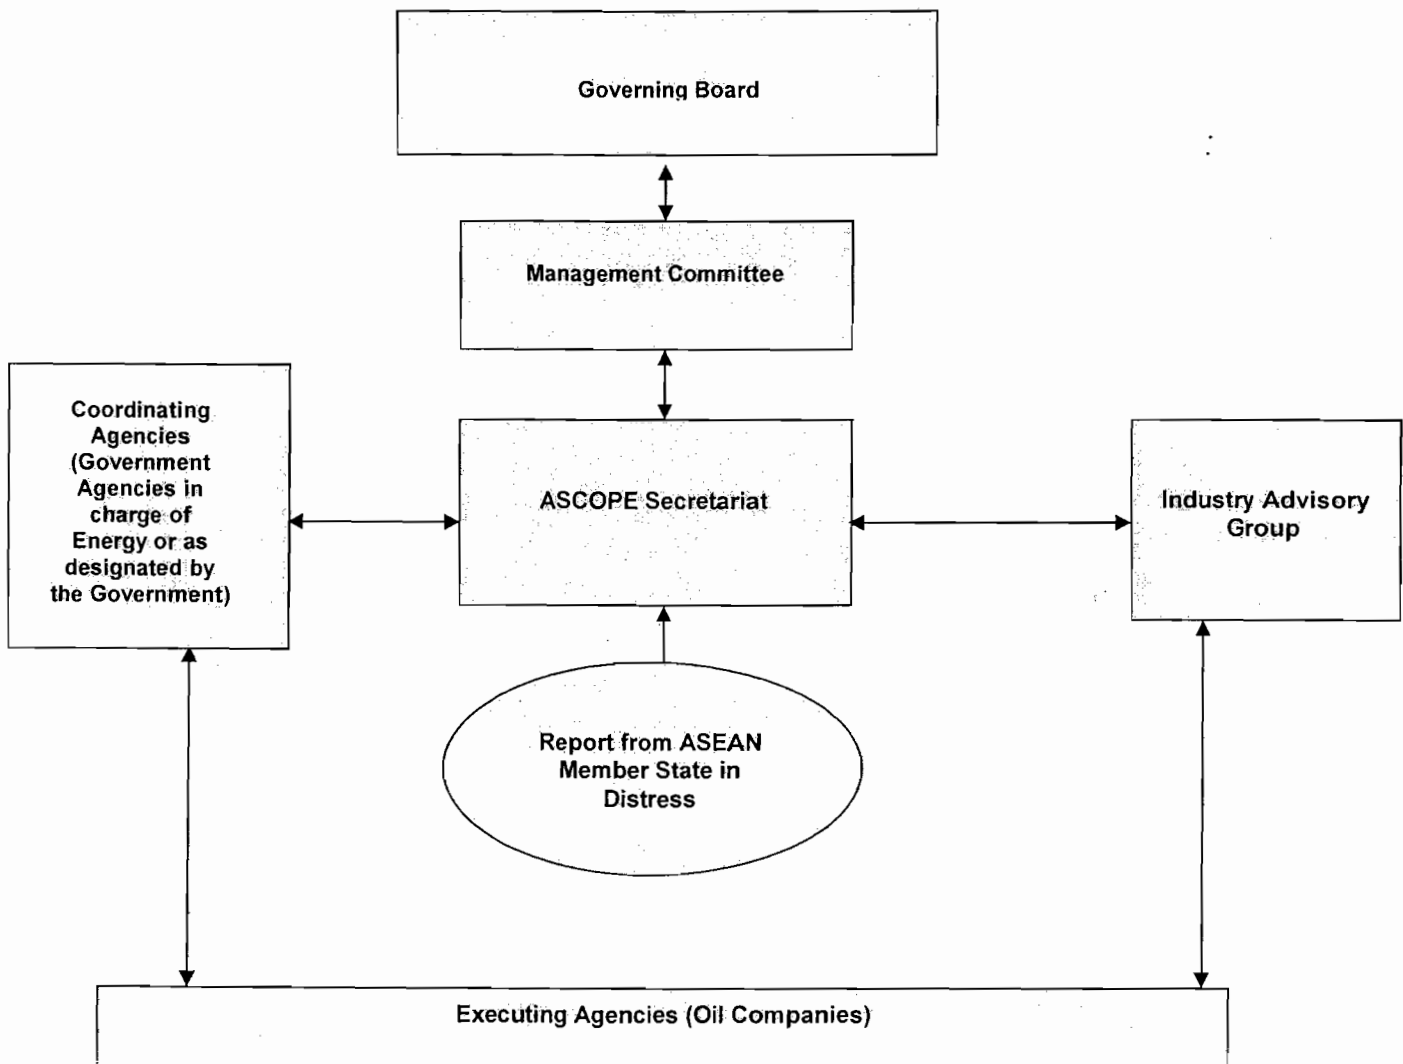 Governing Board
Management Committee
Coordinating
Agencies
(Government
Agencies in
charge of
Energy or as
designated by
the Government)
ASCOPE Secretariat
Industry Advisory
Group
Report from ASEAN
Member State in
Distress
Executing Agencies (Oil Companies)